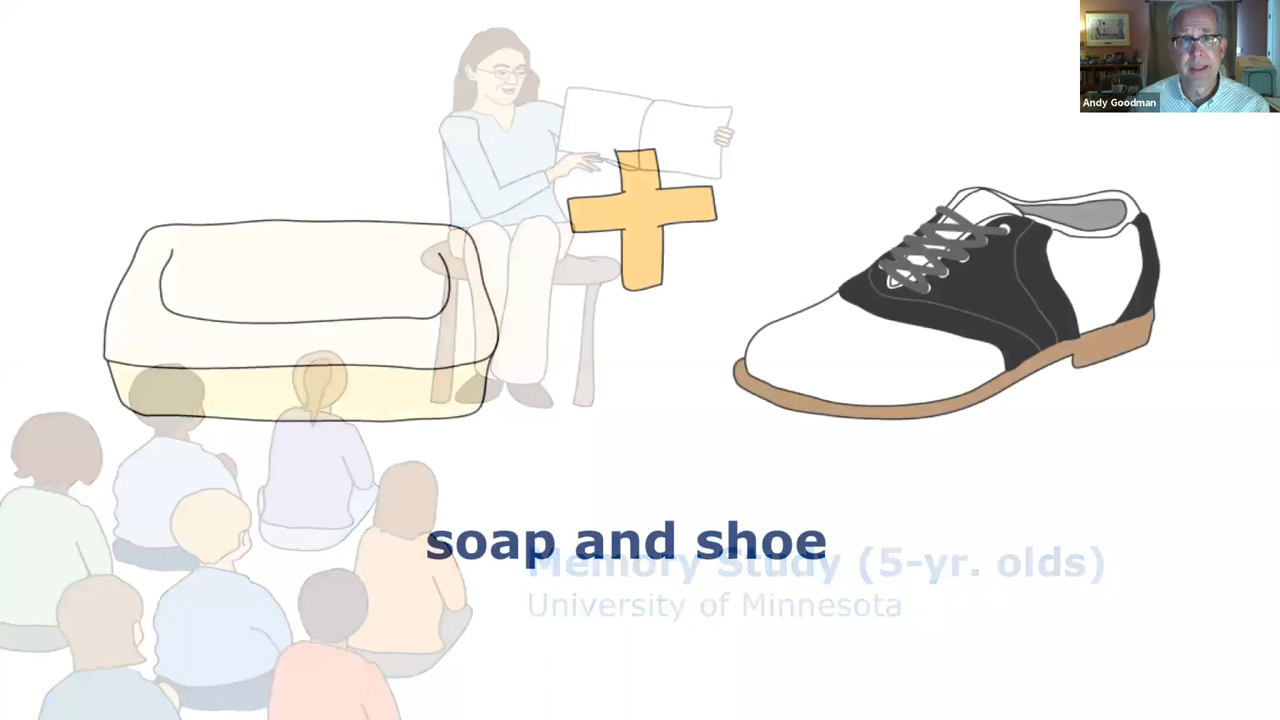 Andy Goodman
soap and shoe
Memory Study (5-yr. olds)
University of Minnesota